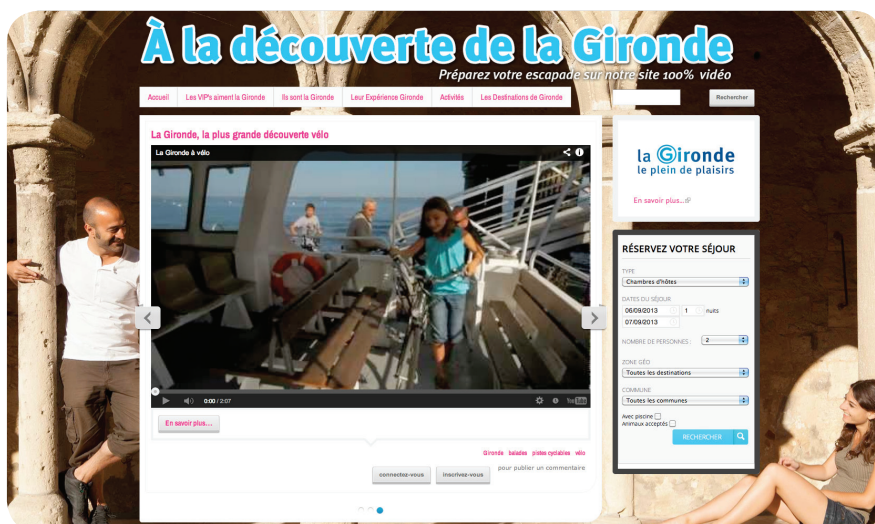 À la découverte de la Gironde
Préparez votre escapade sur notre site 100% vidéo
Accueil Les VIP's aiment la Gironde Ils sont la Gironde Leur Expérience Gironde Activités Les Destinations de Gironde
Rechercher
La Gironde, la plus grande découverte vélo
La Gironde à vélo
0:00 / 2:07
YouTube
En savoir plus...
Gironde balades pistes cyclables vélo
connectez-vous inscrivez-vous pour publier un commentaire
la Gironde
le plein de plaisirs
En savoir plus...
RÉSERVEZ VOTRE SÉJOUR
TYPE
Chambres d'hôtes
DATES DU SÉJOUR
06/09/2013 1 nuits
07/09/2013
NOMBRE DE PERSONNES : 2
ZONE GÉO
Toutes les destinations
COMMUNE
Toutes les communes
Avec piscine
Animaux acceptés
RECHERCHER